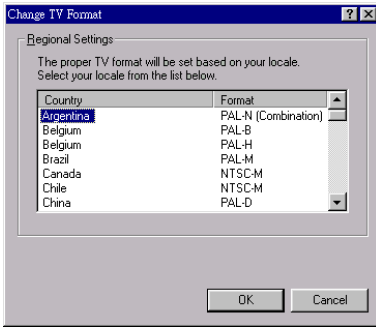 Change TV Format
Regional Settings
The proper TV format will be set based on your locale.
Select your locale from the list below.
Country Format
Argentina PAL-N (Combination)
Belgium PAL-B
Belgium PAL-H
Brazil PAL-M
Canada NTSC-M
Chile NTSC-M
China PAL-D
OK Cancel